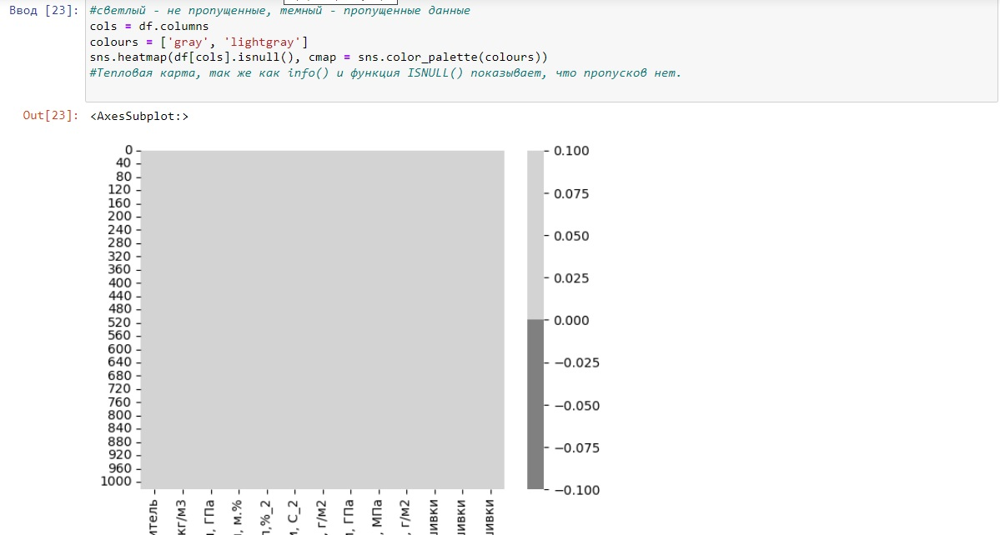 Ввод [23]:
#светлый - не пропущенные, темный - пропущенные данные
cols = df.columns
colours = ['gray', 'lightgray']
sns.heatmap(df[cols].isnull(), cmap = sns.color_palette(colours))
#Тепловая карта, так же как info() и функция ISNULL() показывает, что пропусков нет.
Out[23]:
<AxesSubplot:>
0
40
80
120
160
200
240
280
320
360
400
440
480
520
560
600
640
680
720
760
800
840
880
920
960
1000
0.100
0.075
0.050
0.025
0.000
−0.025
−0.050
−0.075
−0.100
кг/м3
, ГПа
, м.%
,%_2
, С_2
, г/м2
, ГПа
, МПа
, г/м2